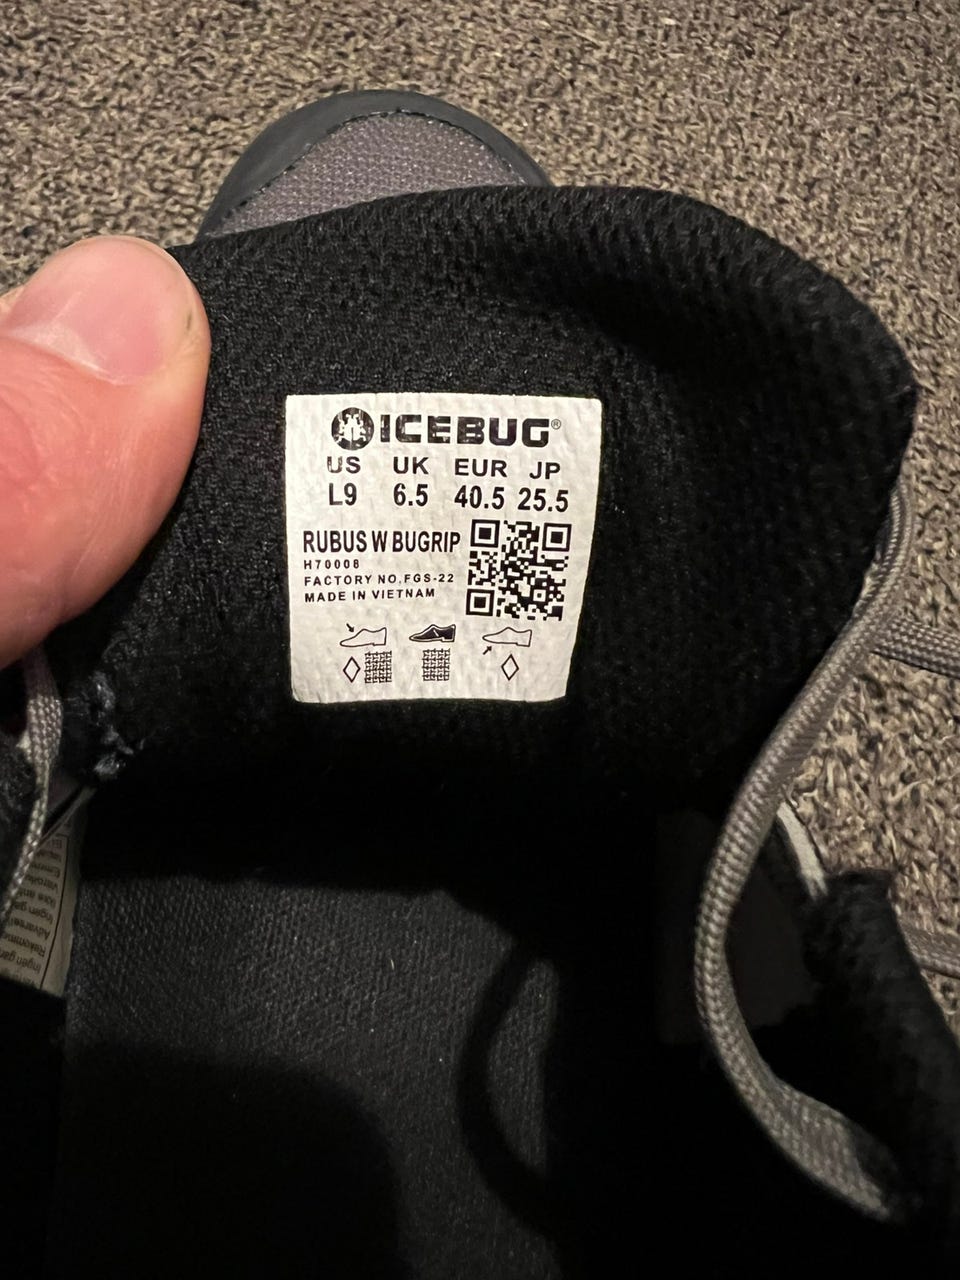 ICEBUG®
US UK EUR JP
L9 6.5 40.5 25.5
RUBUS W BUGRIP
H70008
FACTORY NO.FGS-22
MADE IN VIETNAM